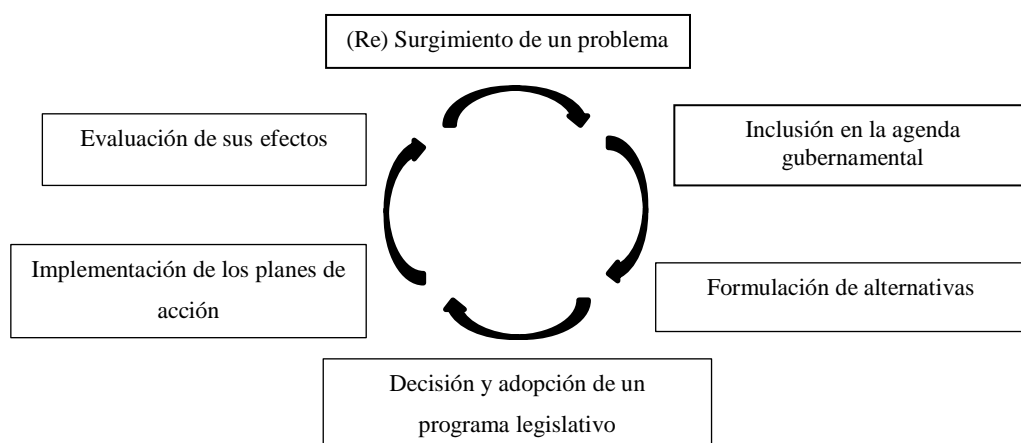 (Re) Surgimiento de un problema
Inclusión en la agenda
gubernamental
Formulación de alternativas
Decisión y adopción de un
programa legislativo
Implementación de los planes de
acción
Evaluación de sus efectos